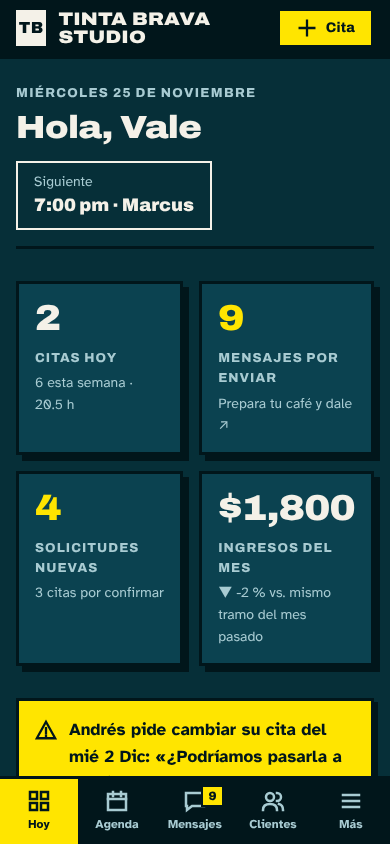 TB
TINTA BRAVA
STUDIO
Cita
MIÉRCOLES 25 DE NOVIEMBRE
Hola, Vale
Siguiente
7:00 pm · Marcus
2
CITAS HOY
6 esta semana ·
20.5 h
9
MENSAJES POR
ENVIAR
Prepara tu café y dale
↗
4
SOLICITUDES
NUEVAS
3 citas por confirmar
$1,800
INGRESOS DEL
MES
▼ -2 % vs. mismo
tramo del mes
pasado
Andrés pide cambiar su cita del
mié 2 Dic: «¿Podríamos pasarla a
Hoy
Agenda
9
Mensajes
Clientes
Más